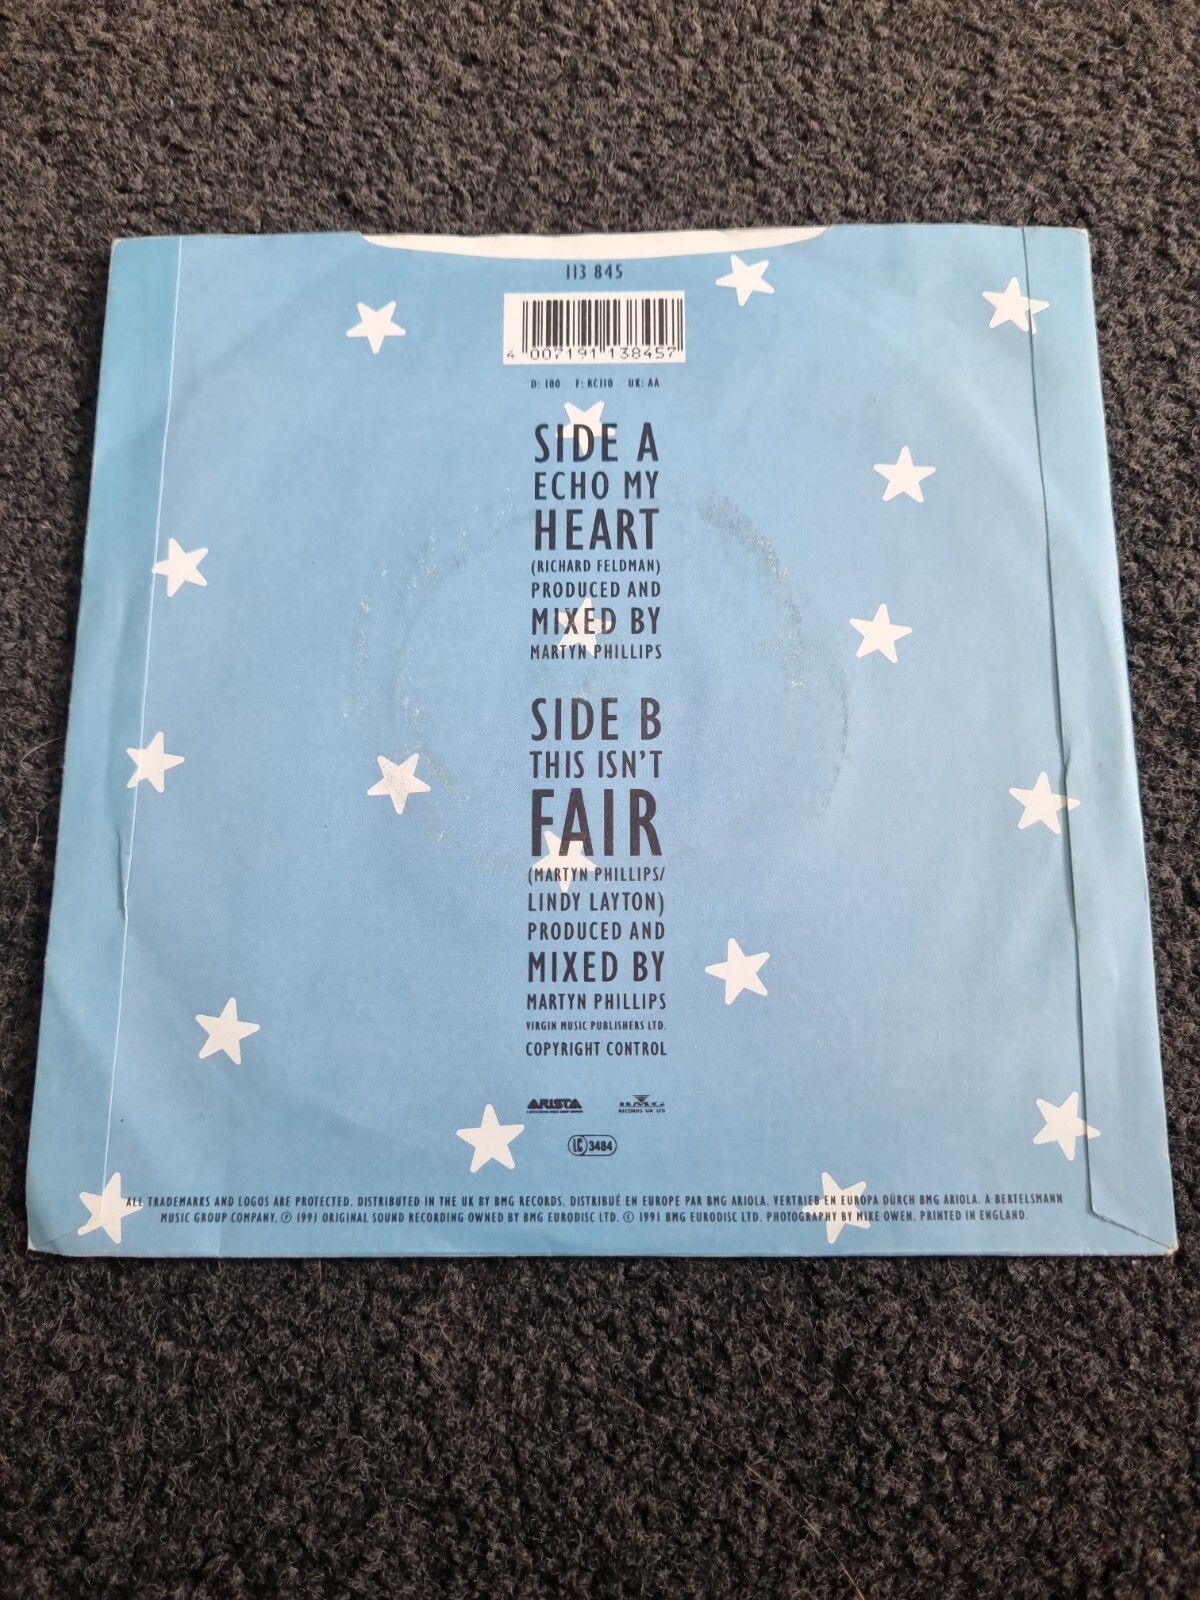 113 845
4 007191 138457
D: 100 F: RC110 UK: AA
SIDE A
ECHO MY
HEART
(RICHARD FELDMAN)
PRODUCED AND
MIXED BY
MARTYN PHILLIPS
SIDE B
THIS ISN'T
FAIR
(MARTYN PHILLIPS/
LINDY LAYTON)
PRODUCED AND
MIXED BY
MARTYN PHILLIPS
VIRGIN MUSIC PUBLISHERS LTD.
COPYRIGHT CONTROL
ARISTA BMG
RECORDS UK LTD
LC 3484
ALL TRADEMARKS AND LOGOS ARE PROTECTED. DISTRIBUTED IN THE UK BY BMG RECORDS. DISTRIBUÉ EN EUROPE PAR BMG ARIOLA. VERTRIEB EN EUROPA DÜRCH BMG ARIOLA. A BERTELSMANN
MUSIC GROUP COMPANY. ℗ 1991 ORIGINAL SOUND RECORDING OWNED BY BMG EURODISC LTD. © 1991 BMG EURODISC LTD. PHOTOGRAPHY BY MIKE OWEN. PRINTED IN ENGLAND.